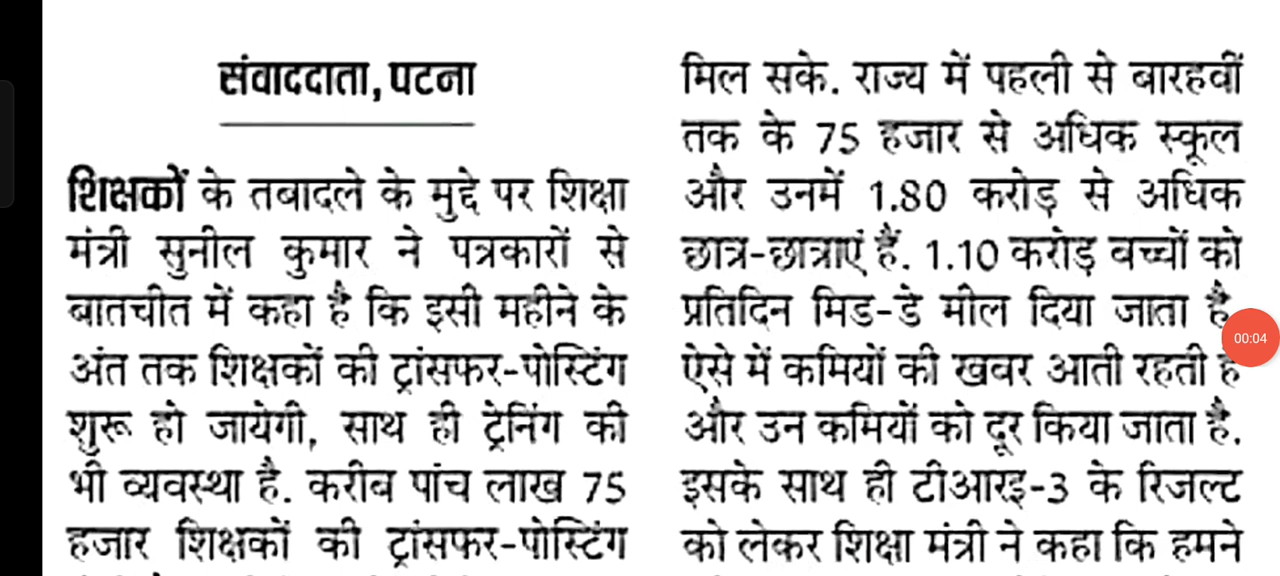 संवाददाता, पटना
शिक्षकों के तबादले के मुद्दे पर शिक्षा
मंत्री सुनील कुमार ने पत्रकारों से
बातचीत में कहा है कि इसी महीने के
अंत तक शिक्षकों की ट्रांसफर-पोस्टिंग
शुरू हो जायेगी, साथ ही ट्रेनिंग की
भी व्यवस्था है. करीब पांच लाख 75
हजार शिक्षकों की ट्रांसफर-पोस्टिंग
मिल सके. राज्य में पहली से बारहवीं
तक के 75 हजार से अधिक स्कूल
और उनमें 1.80 करोड़ से अधिक
छात्र-छात्राएं हैं. 1.10 करोड़ बच्चों को
प्रतिदिन मिड-डे मील दिया जाता है
ऐसे में कमियों की खबर आती रहती है
और उन कमियों को दूर किया जाता है.
इसके साथ ही टीआरइ-3 के रिजल्ट
को लेकर शिक्षा मंत्री ने कहा कि हमने
00:04